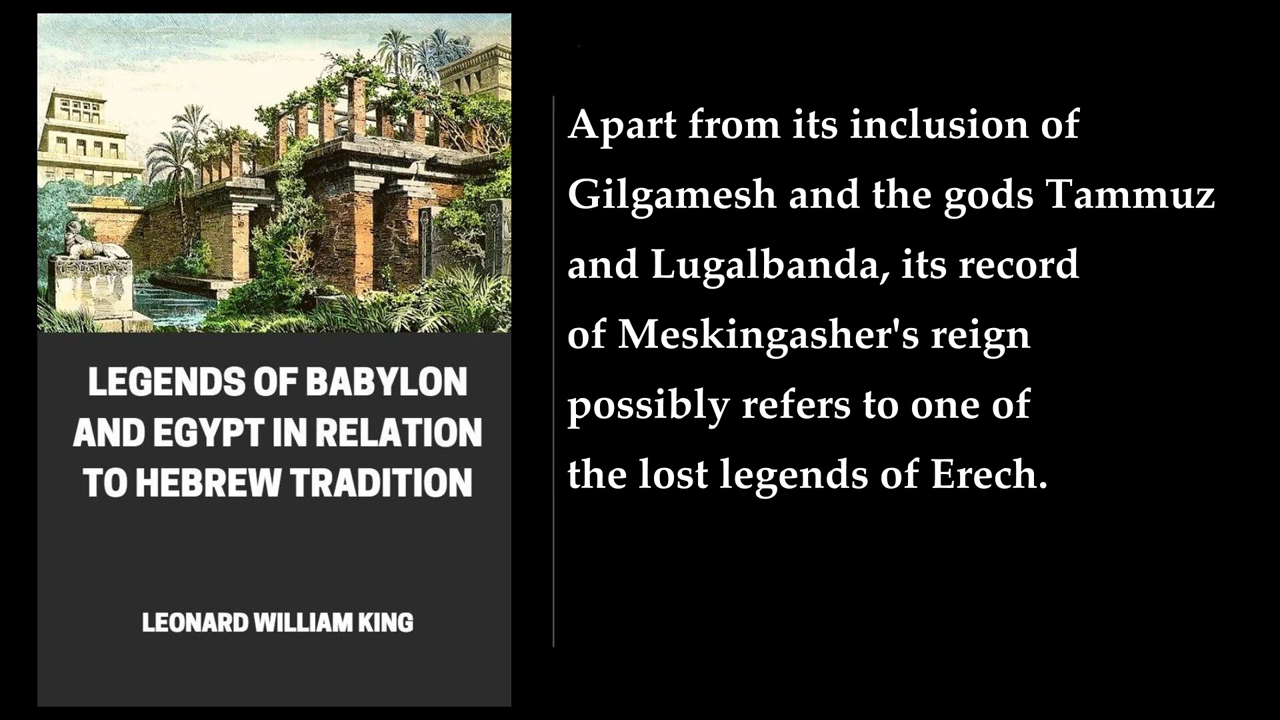 LEGENDS OF BABYLON
AND EGYPT IN RELATION
TO HEBREW TRADITION
LEONARD WILLIAM KING
Apart from its inclusion of
Gilgamesh and the gods Tammuz
and Lugalbanda, its record
of Meskingasher's reign
possibly refers to one of
the lost legends of Erech.